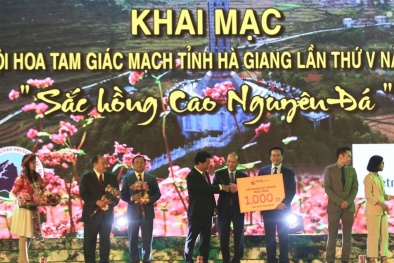 KHAI MẠC
ỘI HOA TAM GIÁC MẠCH TỈNH HÀ GIANG LẦN THỨ V NĂ
"Sắc hồng Cao Nguyên Đá"
1.000